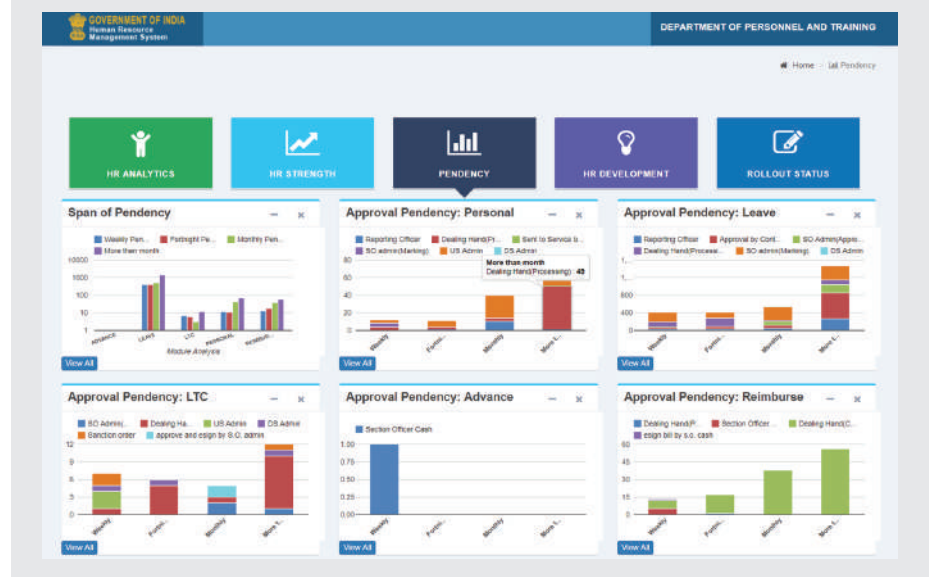 GOVERNMENT OF INDIA
Human Resource
Management System
DEPARTMENT OF PERSONNEL AND TRAINING
Home
Pendency
HR ANALYTICS
HR STRENGTH
PENDENCY
HR DEVELOPMENT
ROLLOUT STATUS
Span of Pendency
Weekly Pen... Fortnight Pe... Monthly Pen...
More then month
10000
1000
100
10
1
ADVANCE LEAVE LTC PERSONAL REIMBUR...
Module Analysis
View All
Approval Pendency: Personal
Reporting Officer Dealing Hand(Pr... Sent to Service b...
SO admin(Marking) US Admin DS Admin
More than month
Dealing Hand(Processing) 49
80
60
40
20
0
Weekly Fortni... Monthly More t...
View All
Approval Pendency: Leave
Reporting Officer Approval by Cont... SO Admin(Appro...
Dealing Hand(Processi... SO admin(Marking) DS Admin
1...
1...
800
400
0
Weekly Fortni... Monthly More t...
View All
Approval Pendency: LTC
SO Admin(... Dealing Ha... US Admin DS Admin
Sanction order approve and esign by S.O. admin
12
9
6
3
0
Weekly Fortni... Monthly More t...
View All
Approval Pendency: Advance
Section Officer Cash
1.00
0.75
0.50
0.25
0.00
Weekly Fortni... Monthly More t...
View All
Approval Pendency: Reimburse
Dealing Hand(P... Section Officer ... Dealing Hand(C...
esign bill by s.o. cash
60
45
30
15
0
Weekly Fortni... Monthly More t...
View All